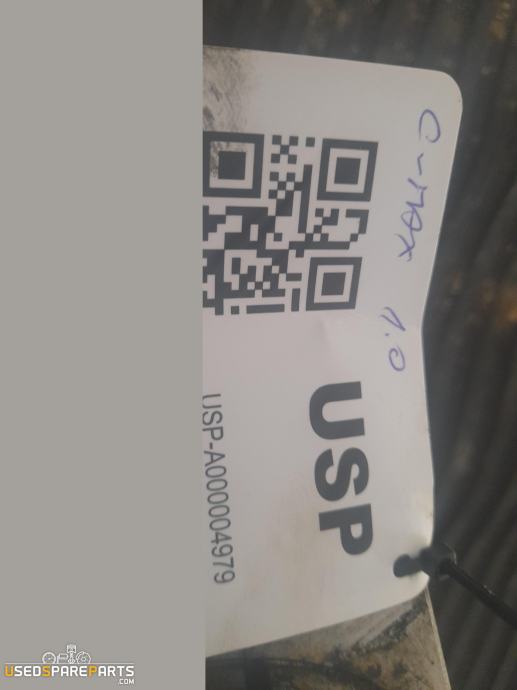 C-MAX 1.0
USP
USP-A000004979
USEDSPAREPARTS
.COM